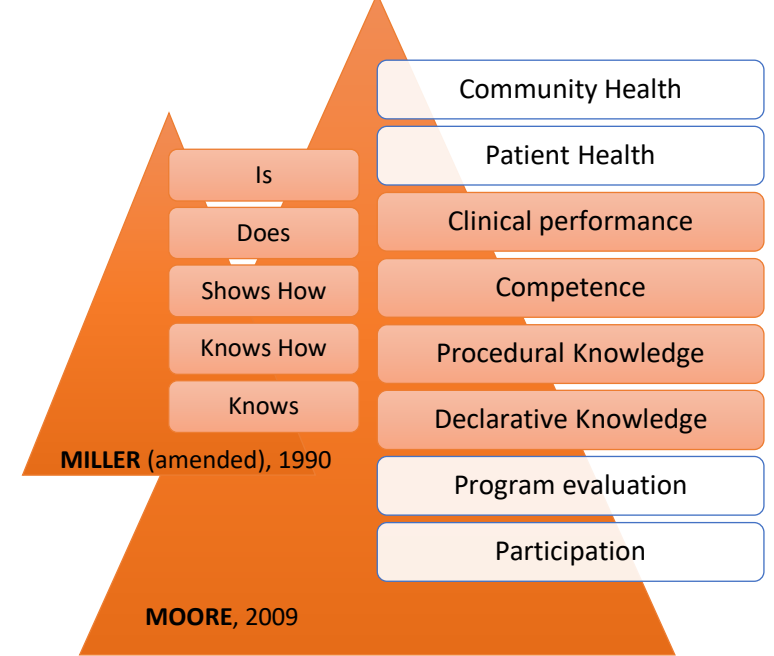 Is
Does
Shows How
Knows How
Knows
MILLER (amended), 1990
Community Health
Patient Health
Clinical performance
Competence
Procedural Knowledge
Declarative Knowledge
Program evaluation
Participation
MOORE, 2009